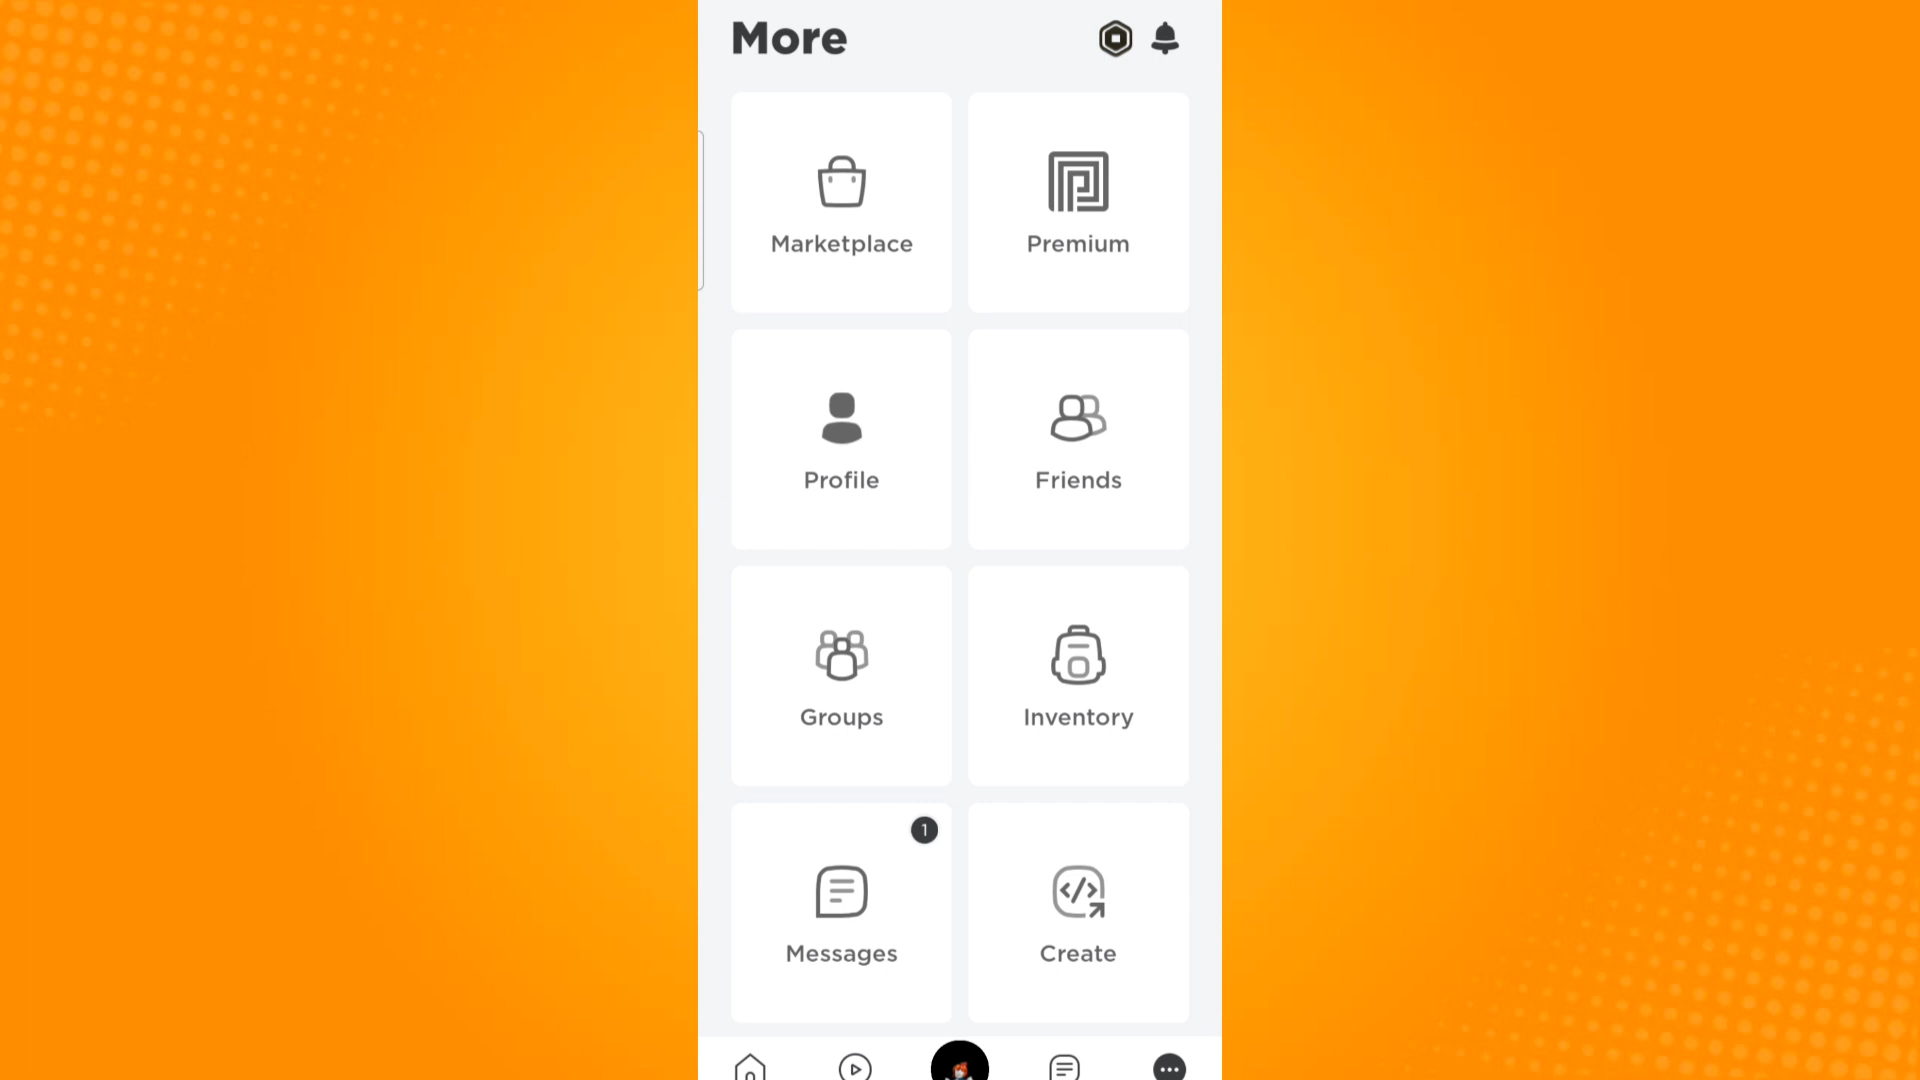 More
Marketplace
Premium
Profile
Friends
Groups
Inventory
1
Messages
Create